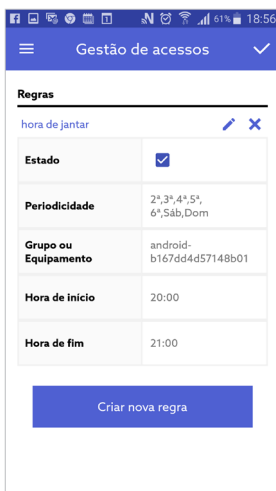 61% 18:56
Gestão de acessos
Regras
hora de jantar
Estado
Periodicidade
2ª,3ª,4ª,5ª,
6ª,Sáb,Dom
Grupo ou
Equipamento
android-
b167dd4d57148b01
Hora de início
20:00
Hora de fim
21:00
Criar nova regra